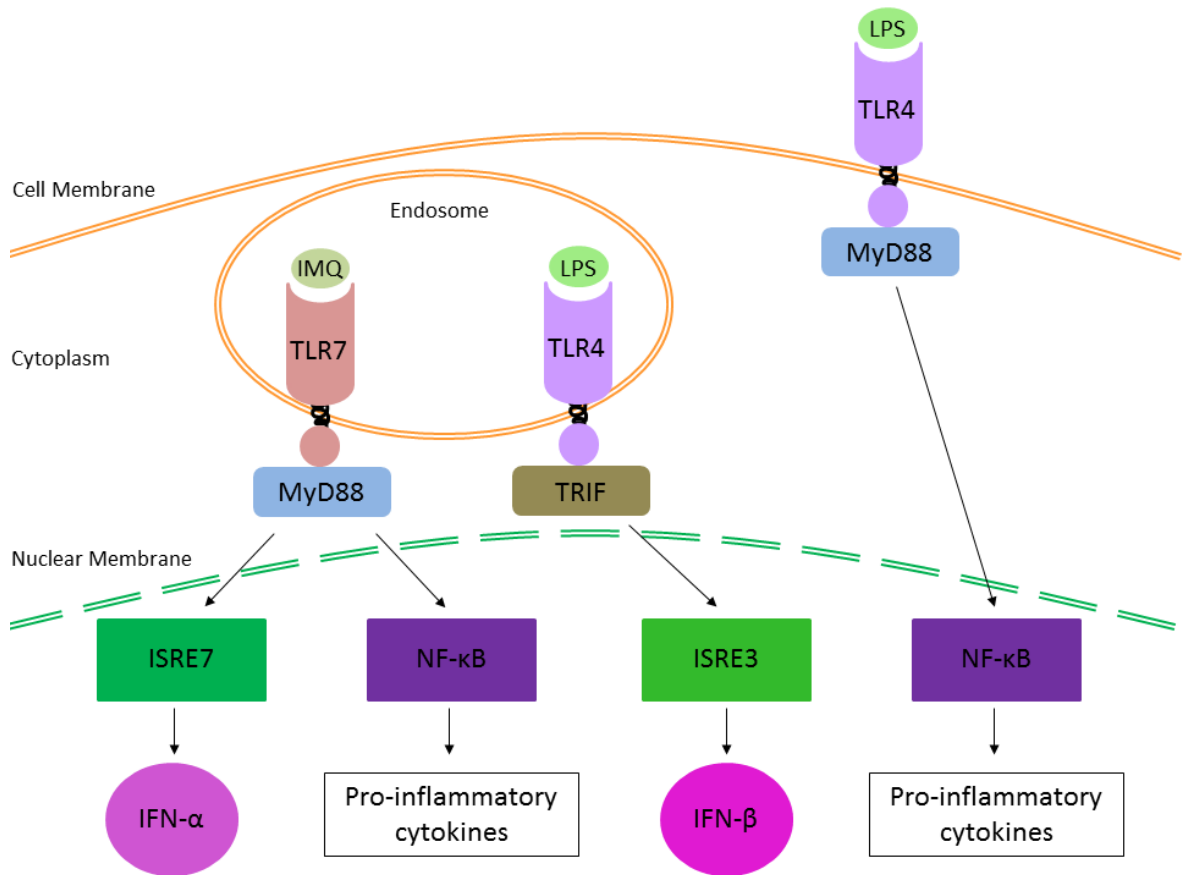 LPS
TLR4
MyD88
Cell Membrane
Endosome
IMQ
LPS
TLR7
TLR4
Cytoplasm
MyD88
TRIF
Nuclear Membrane
ISRE7
NF-κB
ISRE3
NF-κB
IFN-α
Pro-inflammatory
cytokines
IFN-β
Pro-inflammatory
cytokines